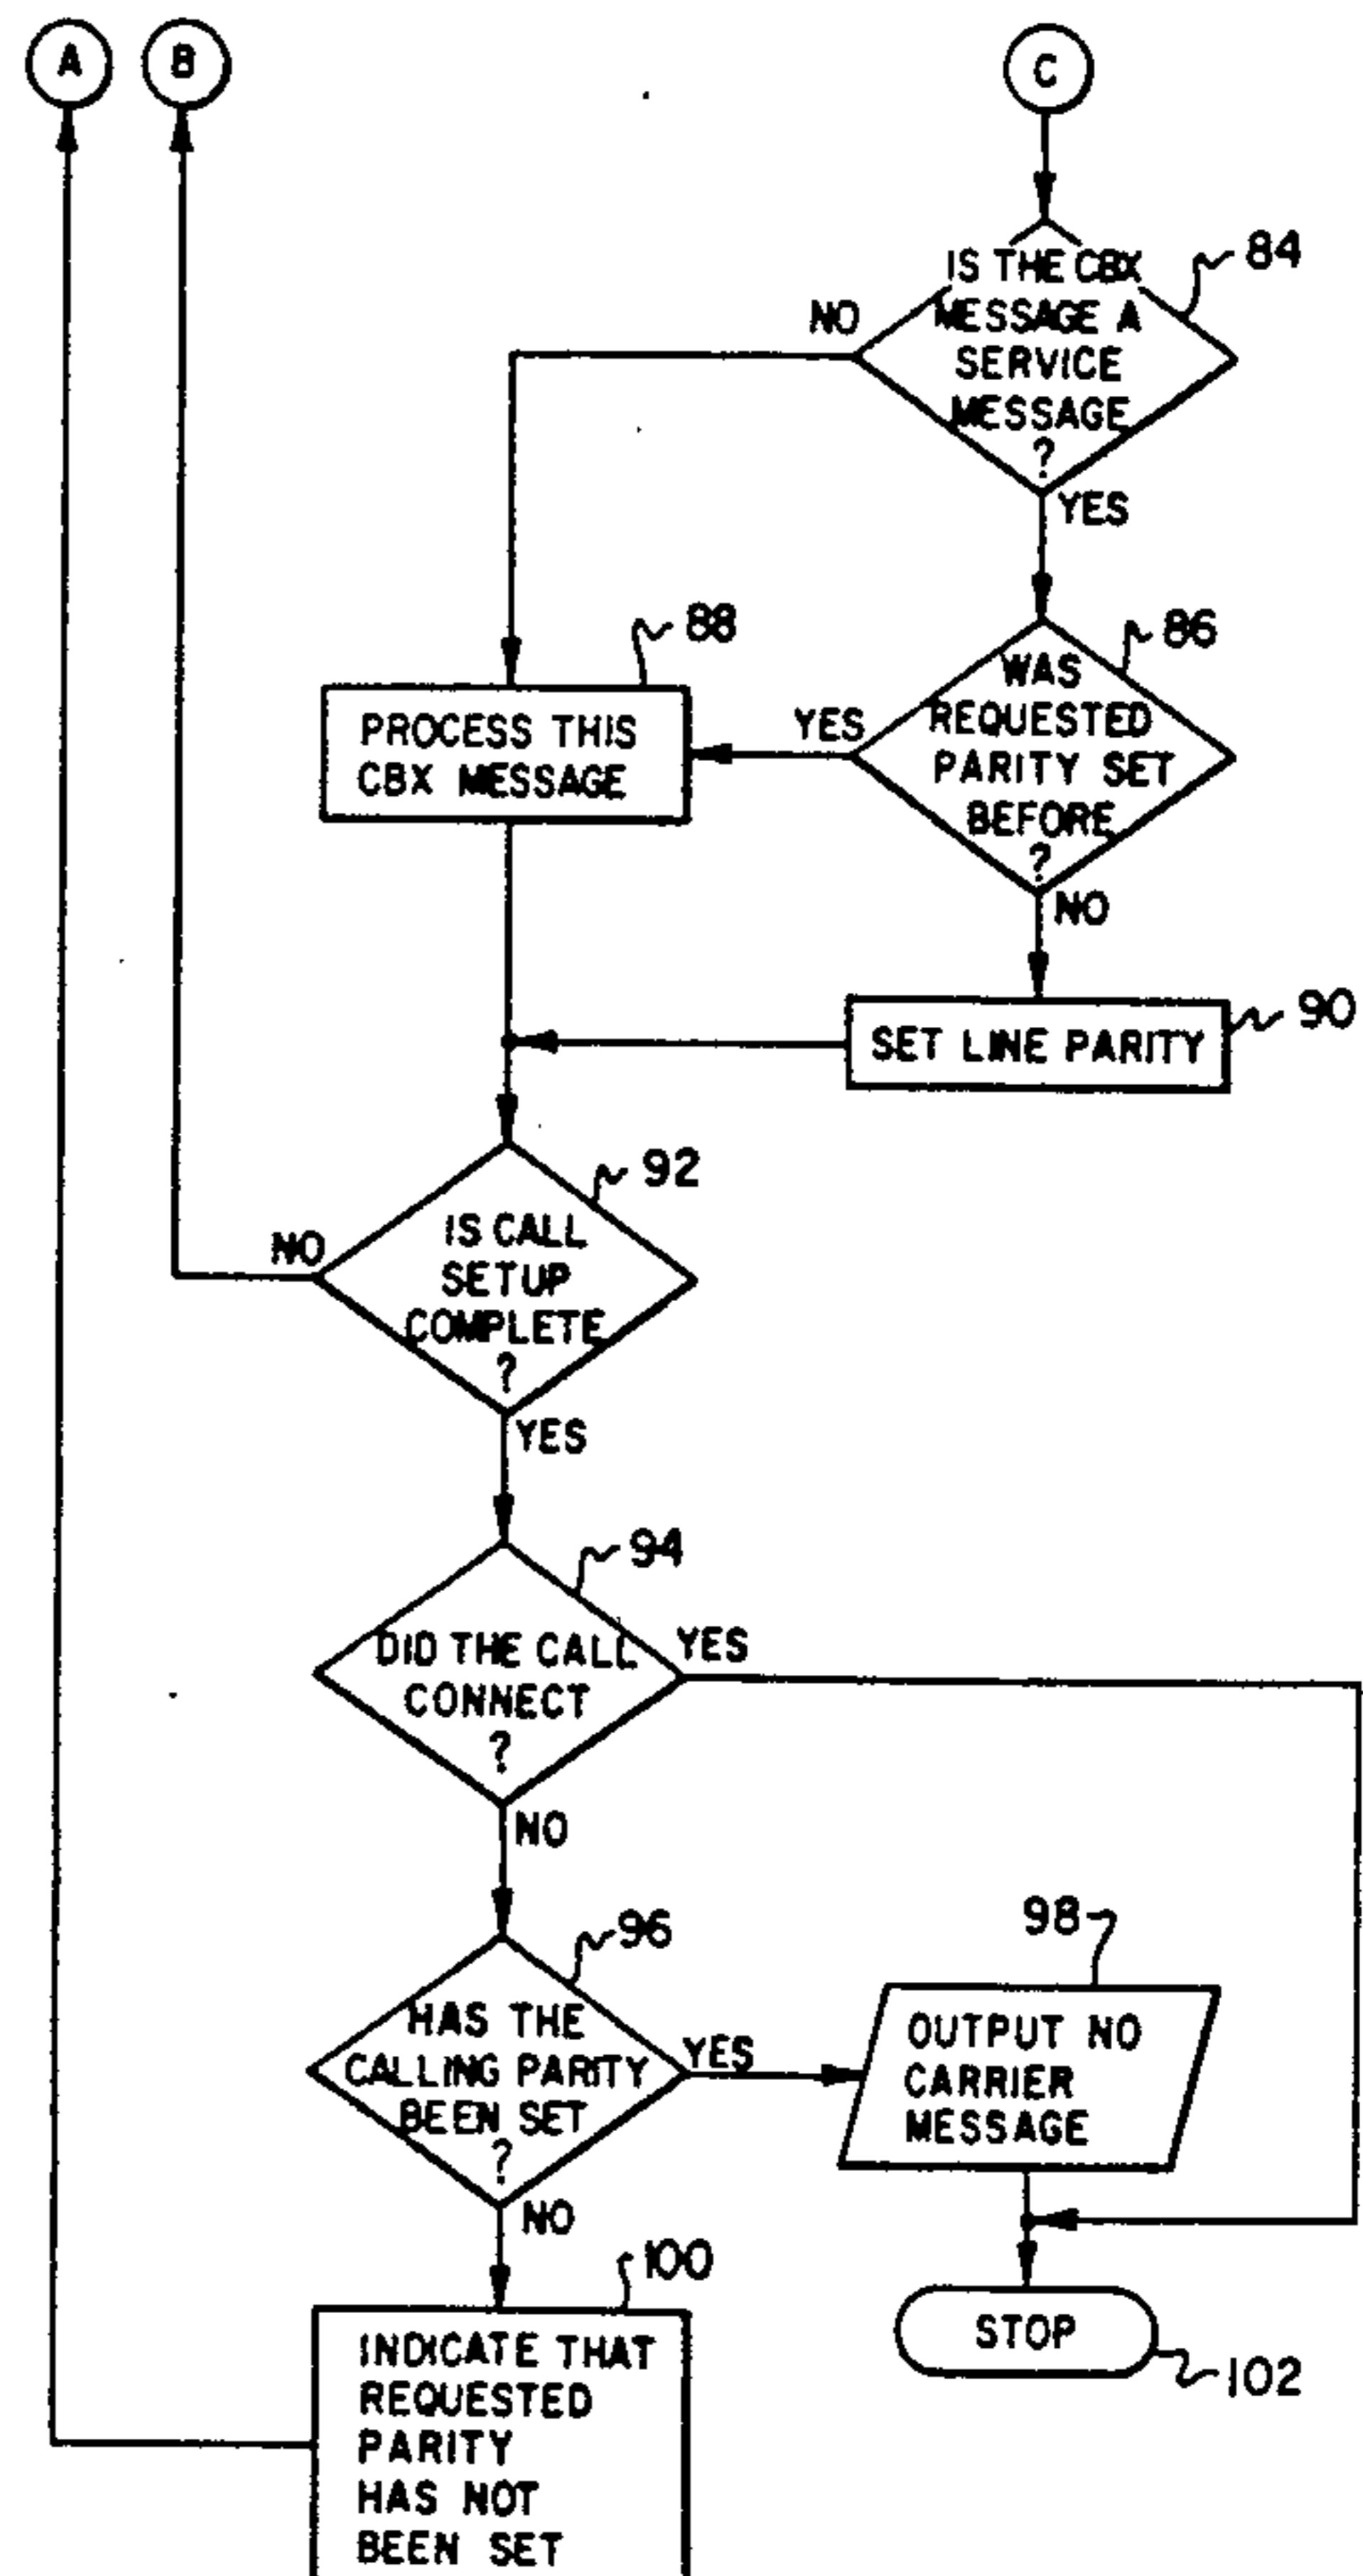 A
B
C
IS THE CBX
MESSAGE A
SERVICE
MESSAGE
?
84
NO
YES
88
PROCESS THIS
CBX MESSAGE
86
WAS
REQUESTED
PARITY SET
BEFORE
?
YES
NO
90
SET LINE PARITY
92
IS CALL
SETUP
COMPLETE
?
NO
YES
94
DID THE CALL
CONNECT
?
YES
NO
96
HAS THE
CALLING PARITY
BEEN SET
?
YES
NO
98
OUTPUT NO
CARRIER
MESSAGE
100
INDICATE THAT
REQUESTED
PARITY
HAS NOT
BEEN SET
STOP
102